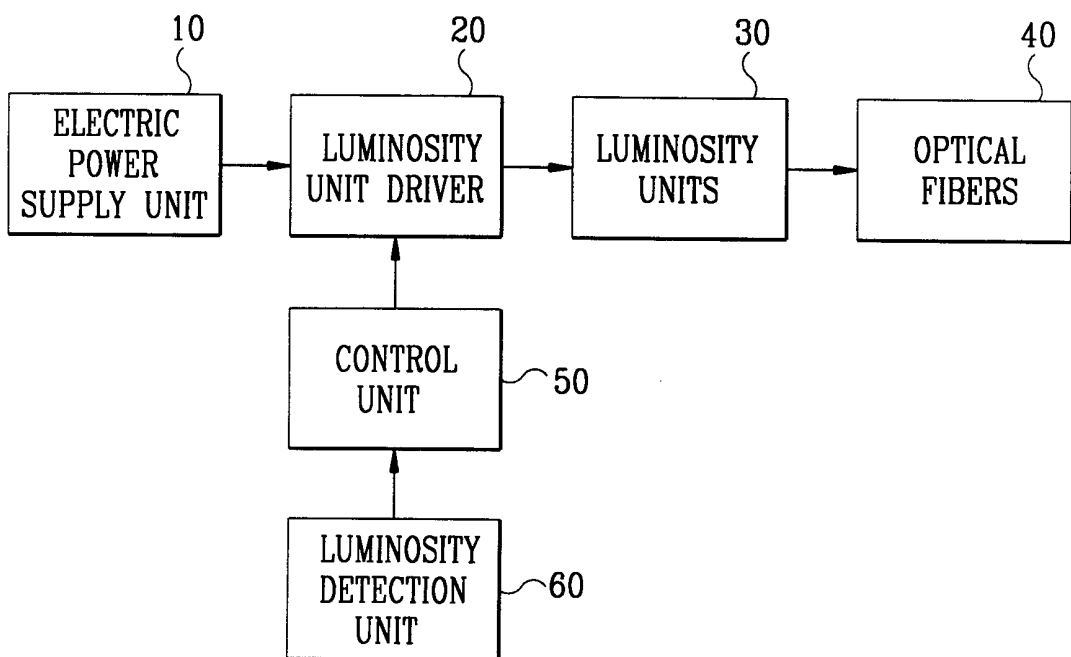 10
20
30
40
ELECTRIC
POWER
SUPPLY UNIT
LUMINOSITY
UNIT DRIVER
LUMINOSITY
UNITS
OPTICAL
FIBERS
CONTROL
UNIT
50
LUMINOSITY
DETECTION
UNIT
60